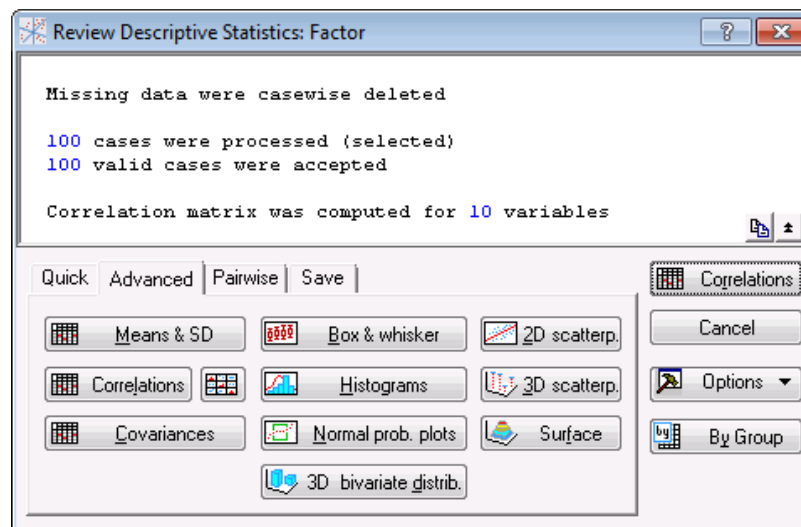 Review Descriptive Statistics: Factor
Missing data were casewise deleted
100 cases were processed (selected)
100 valid cases were accepted
Correlation matrix was computed for 10 variables
Quick Advanced Pairwise Save
Correlations
Means & SD Box & whisker 2D scatterp.
Cancel
Correlations Histograms 3D scatterp.
Options
Covariances Normal prob. plots Surface
by By Group
3D bivariate distrib.